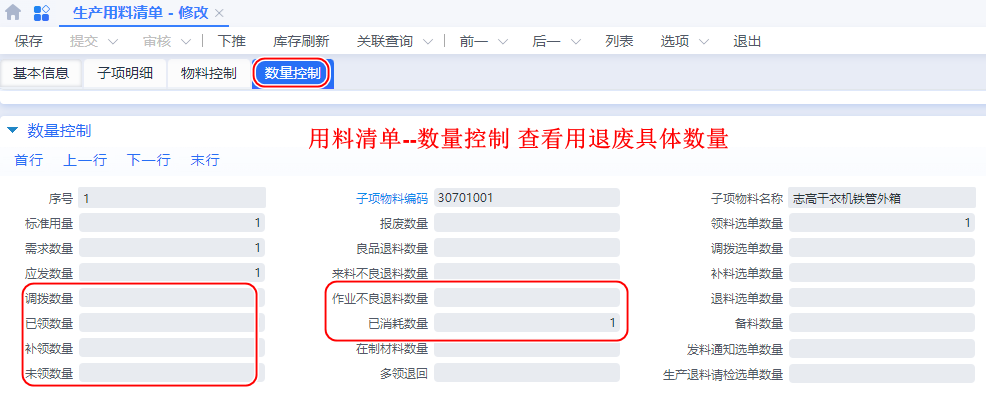 生产用料清单 - 修改 ×
保存 提交 审核 下推 库存刷新 关联查询 前一 后一 列表 选项 退出
基本信息 子项明细 物料控制 数量控制
数量控制
用料清单--数量控制 查看用退废具体数量
首行 上一行 下一行 末行
序号 1 子项物料编码 30701001 子项物料名称 志高干衣机铁管外箱
标准用量 1 报废数量 领料选单数量 1
需求数量 1 良品退料数量 调拨选单数量
应发数量 1 来料不良退料数量 补料选单数量
调拨数量 作业不良退料数量 退料选单数量
已领数量 已消耗数量 1 备料数量
补领数量 在制材料数量 发料通知选单数量
未领数量 多领退回 生产退料请检选单数量